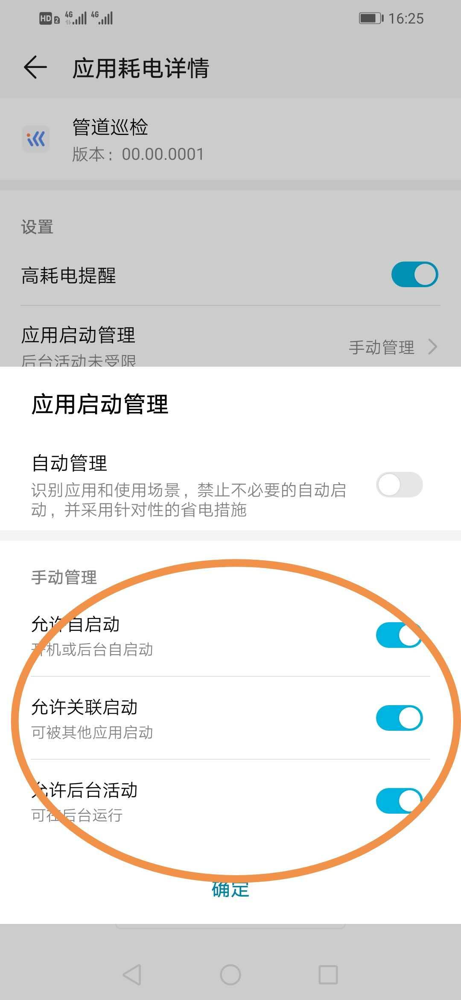 HD 2 4G 4G 16:25
应用耗电详情
管道巡检
版本：00.00.0001
设置
高耗电提醒
应用启动管理
手动管理
后台活动未受限
应用启动管理
自动管理
识别应用和使用场景，禁止不必要的自动启
动，并采用针对性的省电措施
手动管理
允许自启动
开机或后台自启动
允许关联启动
可被其他应用启动
允许后台活动
可在后台运行
确定